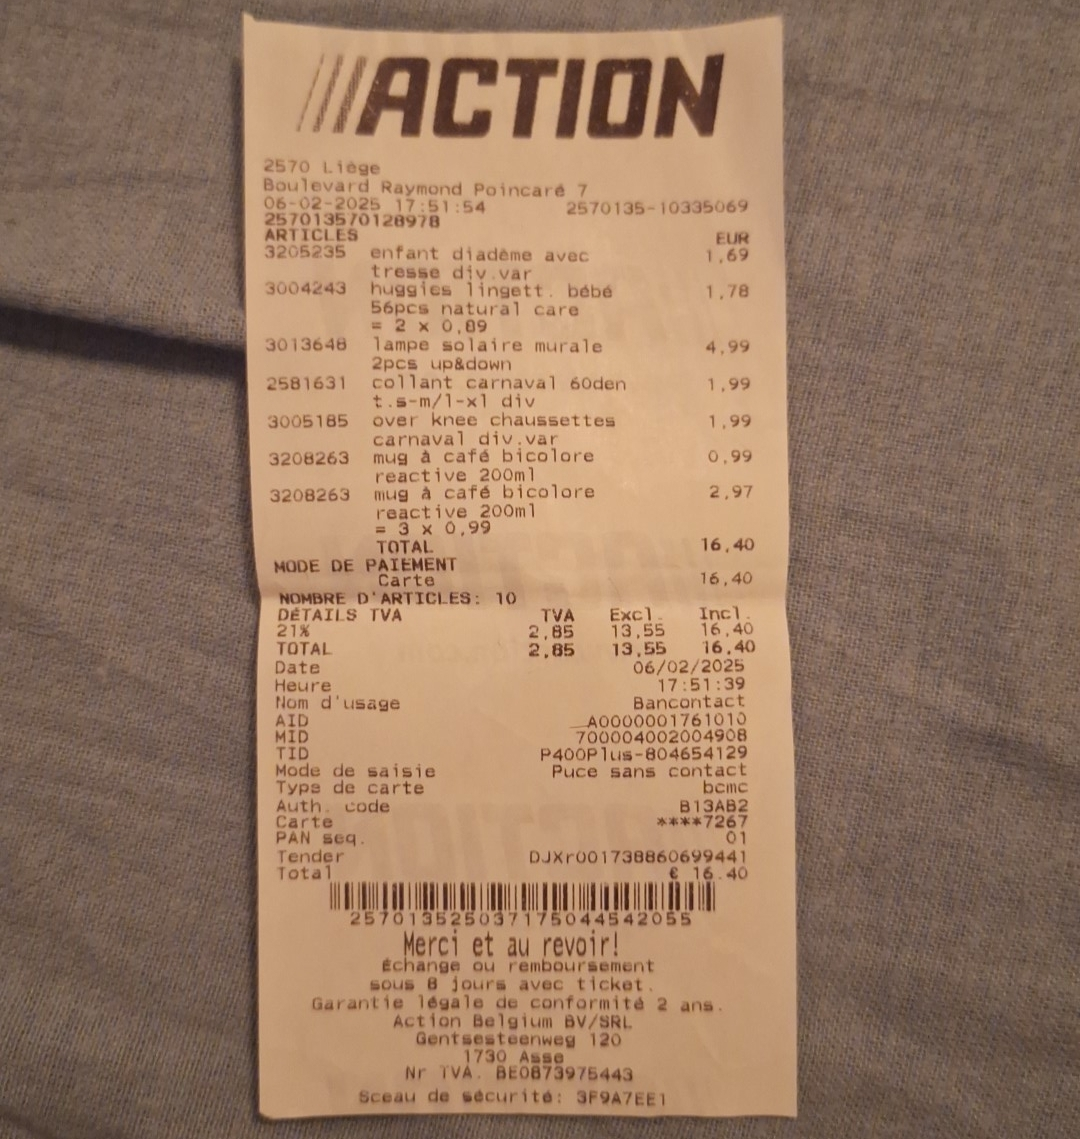 ACTION
2570 Liège
Boulevard Raymond Poincaré 7
06-02-2025 17:51:54 2570135-10335069
257013570128978
ARTICLES EUR
3205235 enfant diadême avec 1,69
tresse div.var
3004243 huggies lingett. bébé 1,78
56pcs natural care
= 2 x 0,89
3013648 lampe solaire murale 4,99
2pcs up&down
2581631 collant carnaval 60den 1,99
t.s-m/l-xl div
3005185 over knee chaussettes 1,99
carnaval div.var
3208263 mug à café bicolore 0,99
reactive 200ml
3208263 mug à café bicolore 2,97
reactive 200ml
= 3 x 0,99
TOTAL 16,40
MODE DE PAIEMENT
Carte 16,40
NOMBRE D'ARTICLES: 10
DÉTAILS TVA TVA Excl. Incl.
21% 2,85 13,55 16,40
TOTAL 2,85 13,55 16,40
Date 06/02/2025
Heure 17:51:39
Nom d'usage Bancontact
AID A0000001761010
MID 700004002004908
TID P400Plus-804654129
Mode de saisie Puce sans contact
Type de carte bcmc
Auth. code B13AB2
Carte ****7267
PAN seq. 01
Tender DJXr001738860699441
Total € 16.40
257013525037175044542055
Merci et au revoir!
Échange ou remboursement
sous 8 jours avec ticket.
Garantie légale de conformité 2 ans.
Action Belgium BV/SRL
Gentsesteenweg 120
1730 Asse
Nr TVA. BE0873975443
Sceau de sécurité: 3F9A7EE1